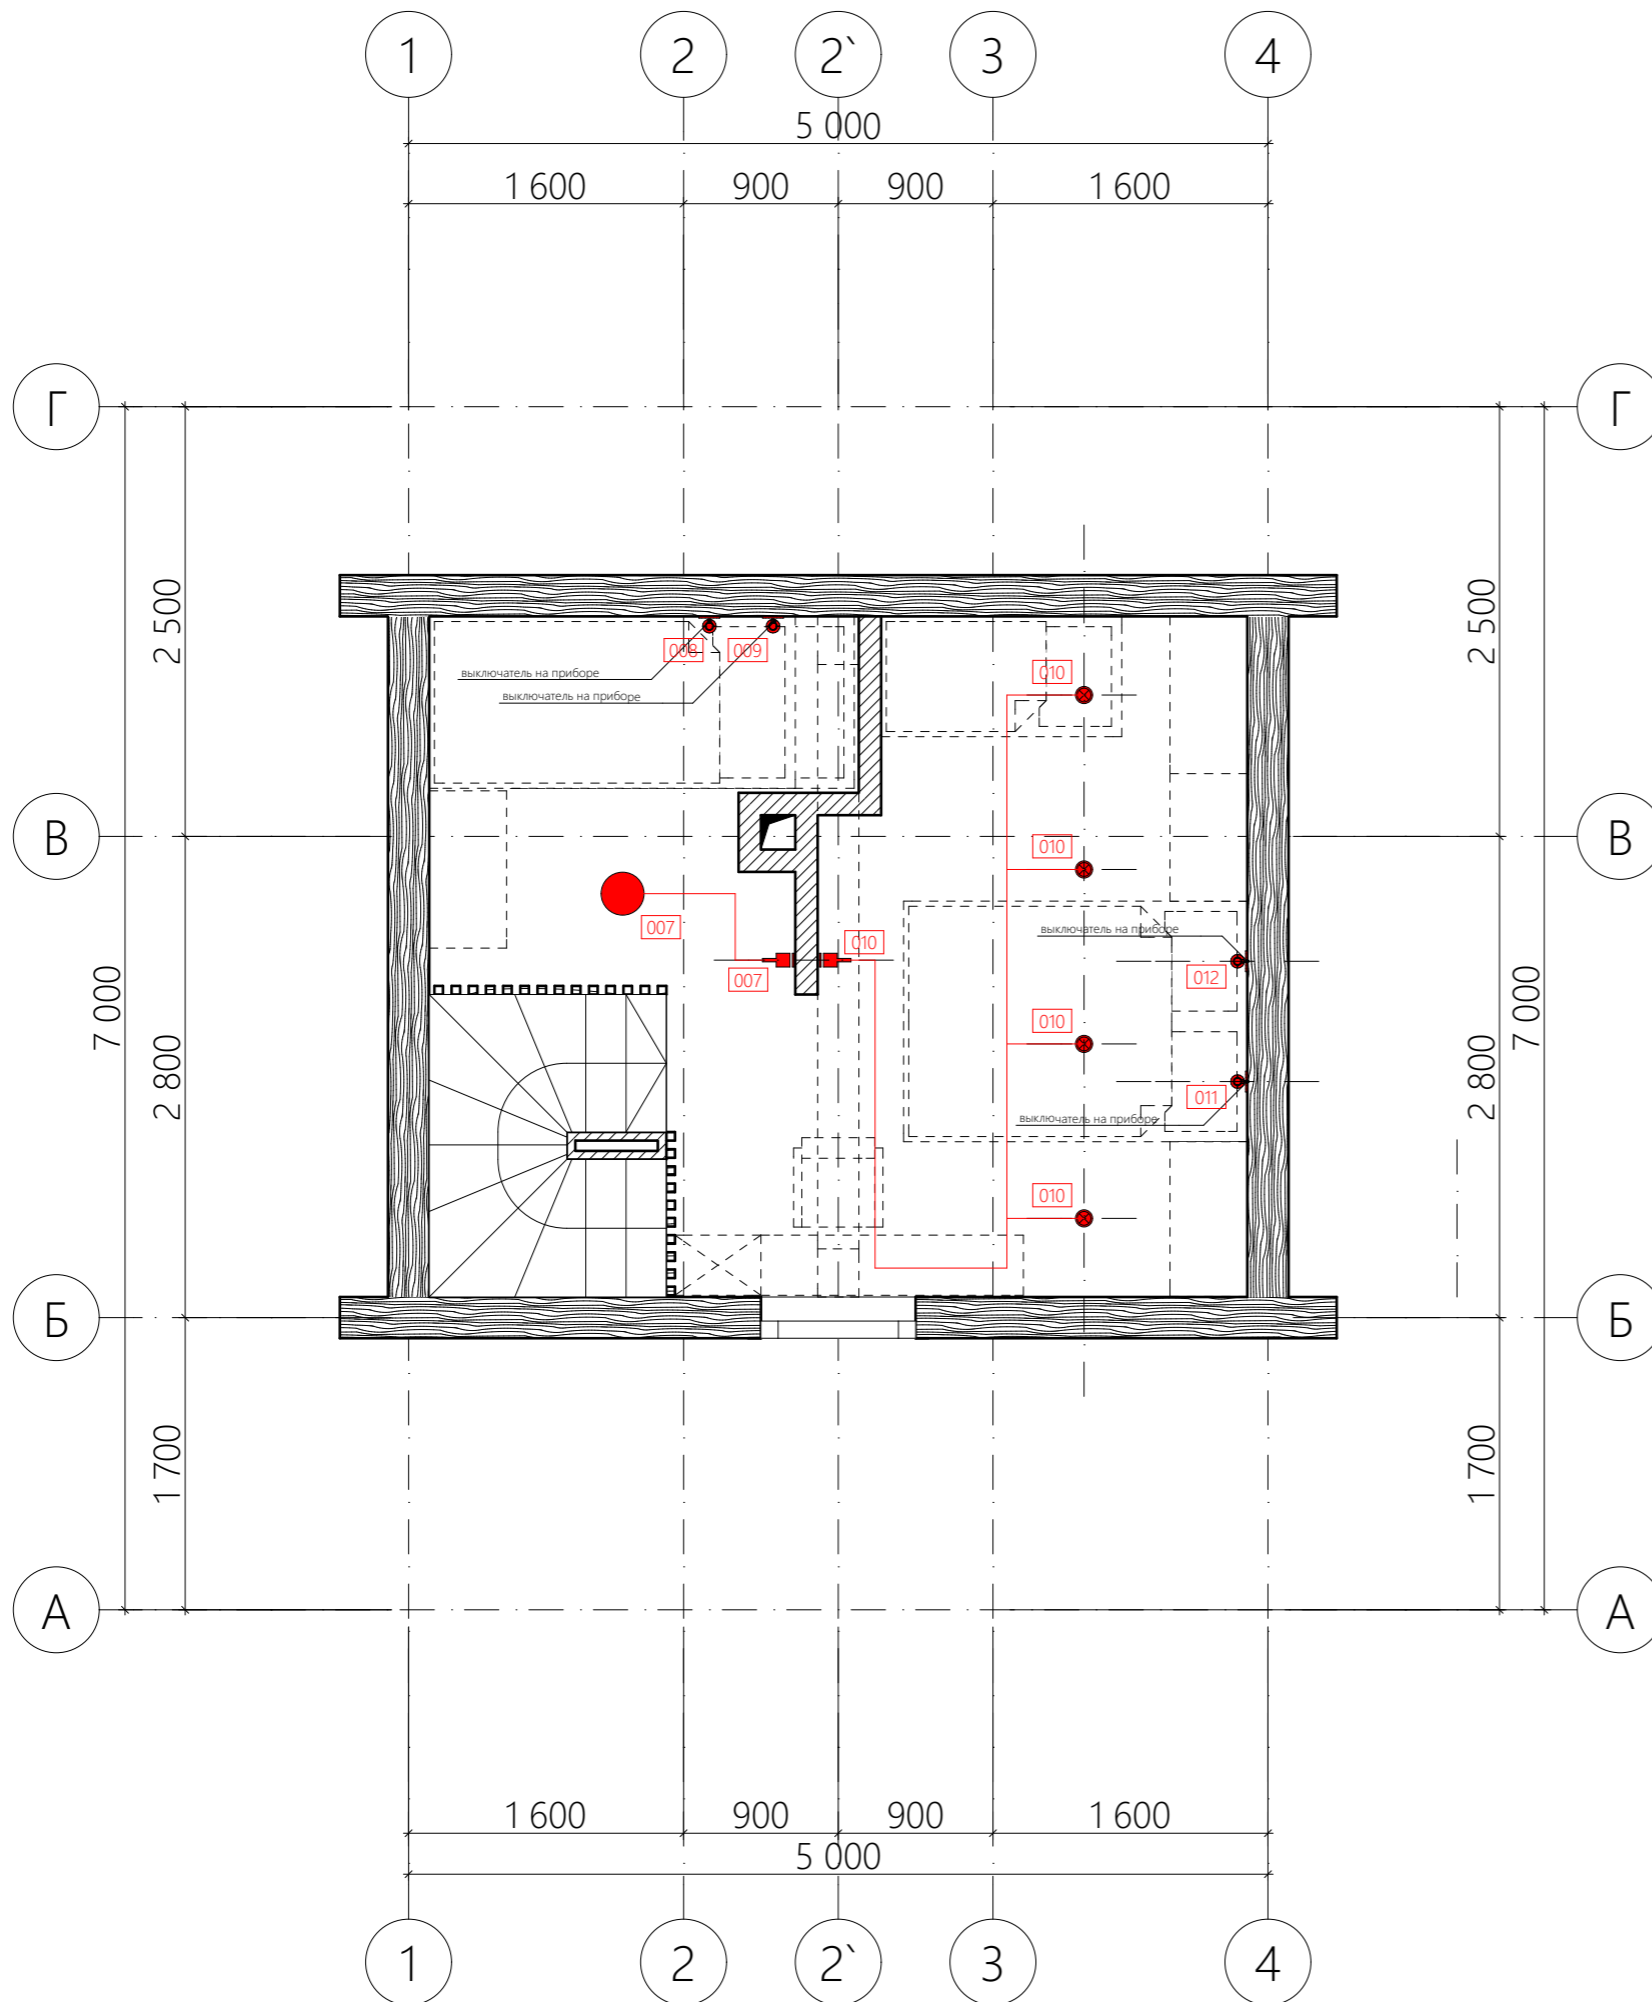 1 2 2` 3 4
5 000
1 600 900 900 1 600
Г Г
2 500 2 500
008 009 010
выключатель на приборе
выключатель на приборе
В В
010
007 010
выключатель на приборе
007 012
7 000 7 000
010
2 800 2 800
011
выключатель на приборе
010
Б Б
1 700 1 700
А А
1 600 900 900 1 600
5 000
1 2 2` 3 4